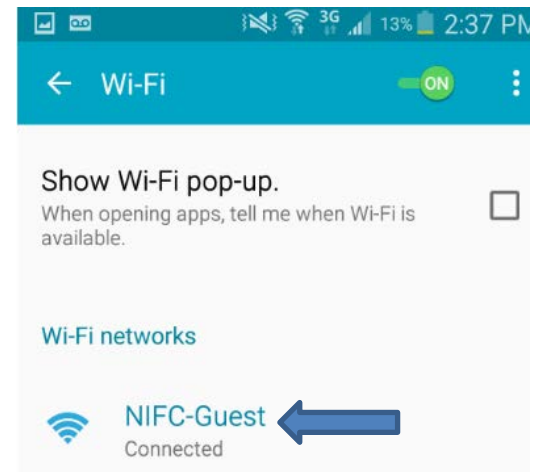 3G 13% 2:37 PM
Wi-Fi ON
Show Wi-Fi pop-up.
When opening apps, tell me when Wi-Fi is
available.
Wi-Fi networks
NIFC-Guest
Connected